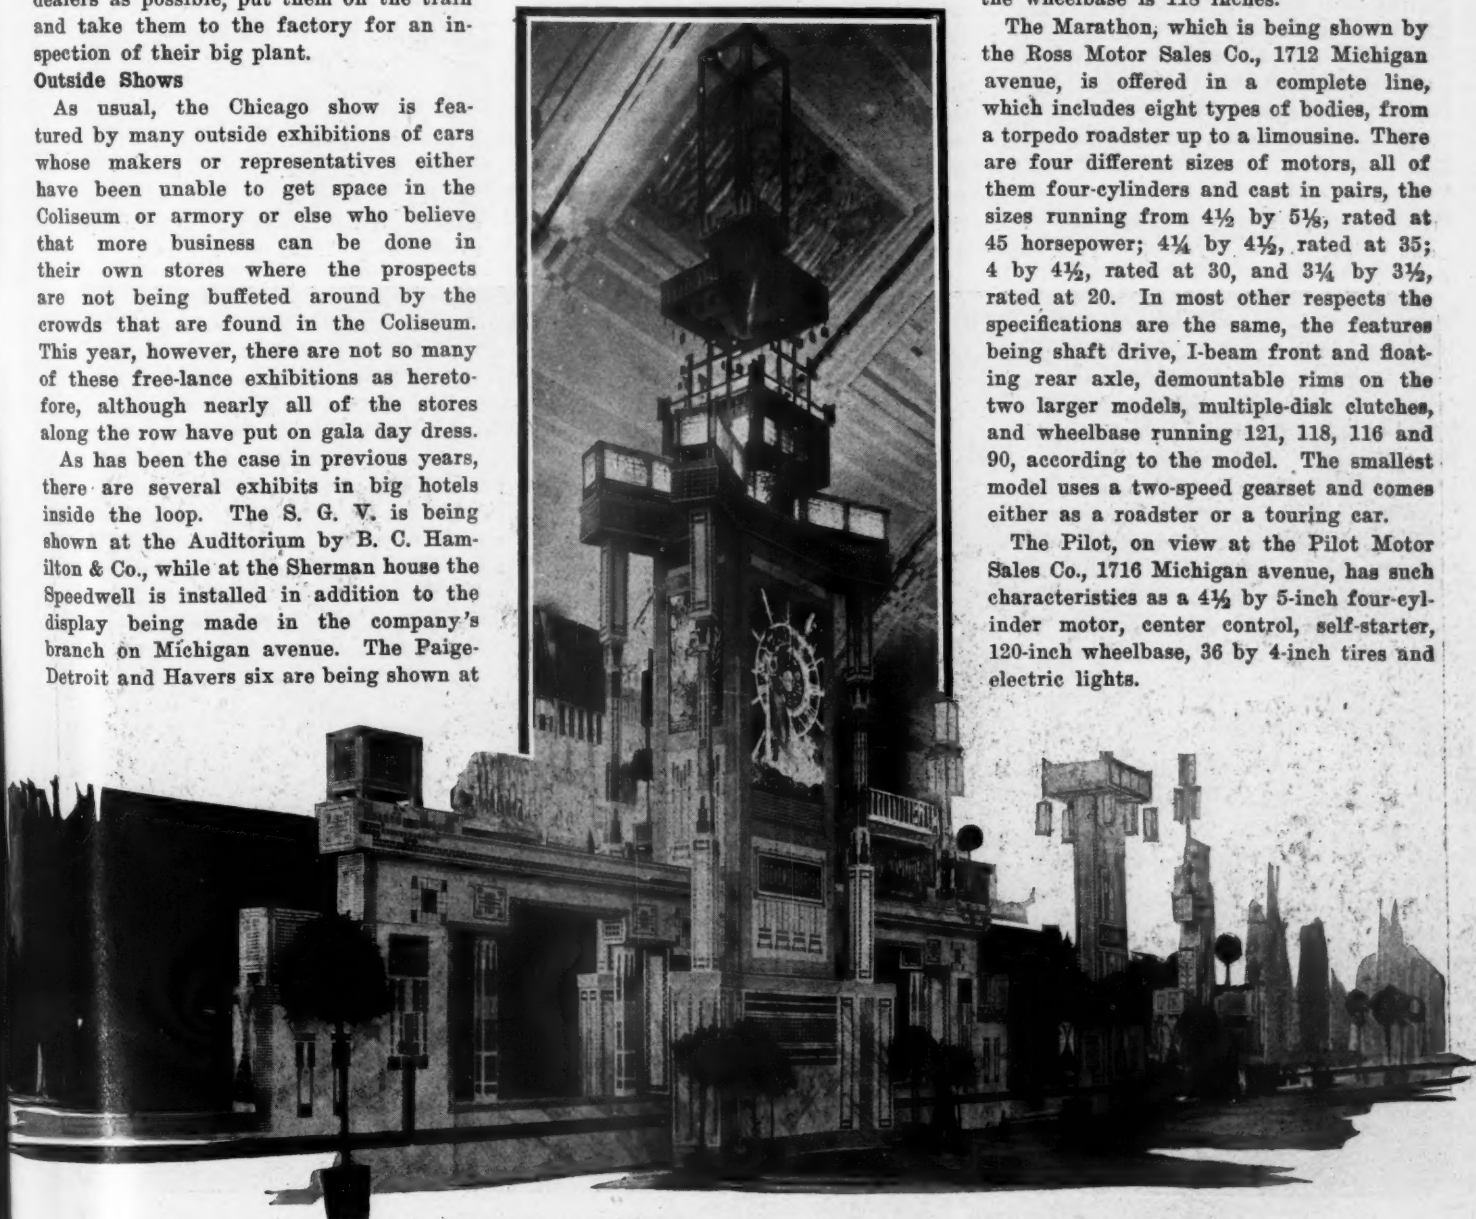 dealers as possible, put them on the train
and take them to the factory for an in-
spection of their big plant.
Outside Shows
As usual, the Chicago show is fea-
tured by many outside exhibitions of cars
whose makers or representatives either
have been unable to get space in the
Coliseum or armory or else who believe
that more business can be done in
their own stores where the prospects
are not being buffeted around by the
crowds that are found in the Coliseum.
This year, however, there are not so many
of these free-lance exhibitions as hereto-
fore, although nearly all of the stores
along the row have put on gala day dress.
As has been the case in previous years,
there are several exhibits in big hotels
inside the loop. The S. G. V. is being
shown at the Auditorium by B. C. Ham-
ilton & Co., while at the Sherman house the
Speedwell is installed in addition to the
display being made in the company's
branch on Michigan avenue. The Paige-
Detroit and Havers six are being shown at
the wheelbase is 118 inches.
The Marathon, which is being shown by
the Ross Motor Sales Co., 1712 Michigan
avenue, is offered in a complete line,
which includes eight types of bodies, from
a torpedo roadster up to a limousine. There
are four different sizes of motors, all of
them four-cylinders and cast in pairs, the
sizes running from 4½ by 5⅛, rated at
45 horsepower; 4¼ by 4½, rated at 35;
4 by 4½, rated at 30, and 3¼ by 3½,
rated at 20. In most other respects the
specifications are the same, the features
being shaft drive, I-beam front and float-
ing rear axle, demountable rims on the
two larger models, multiple-disk clutches,
and wheelbase running 121, 118, 116 and
90, according to the model. The smallest
model uses a two-speed gearset and comes
either as a roadster or a touring car.
The Pilot, on view at the Pilot Motor
Sales Co., 1716 Michigan avenue, has such
characteristics as a 4½ by 5-inch four-cyl-
inder motor, center control, self-starter,
120-inch wheelbase, 36 by 4-inch tires and
electric lights.